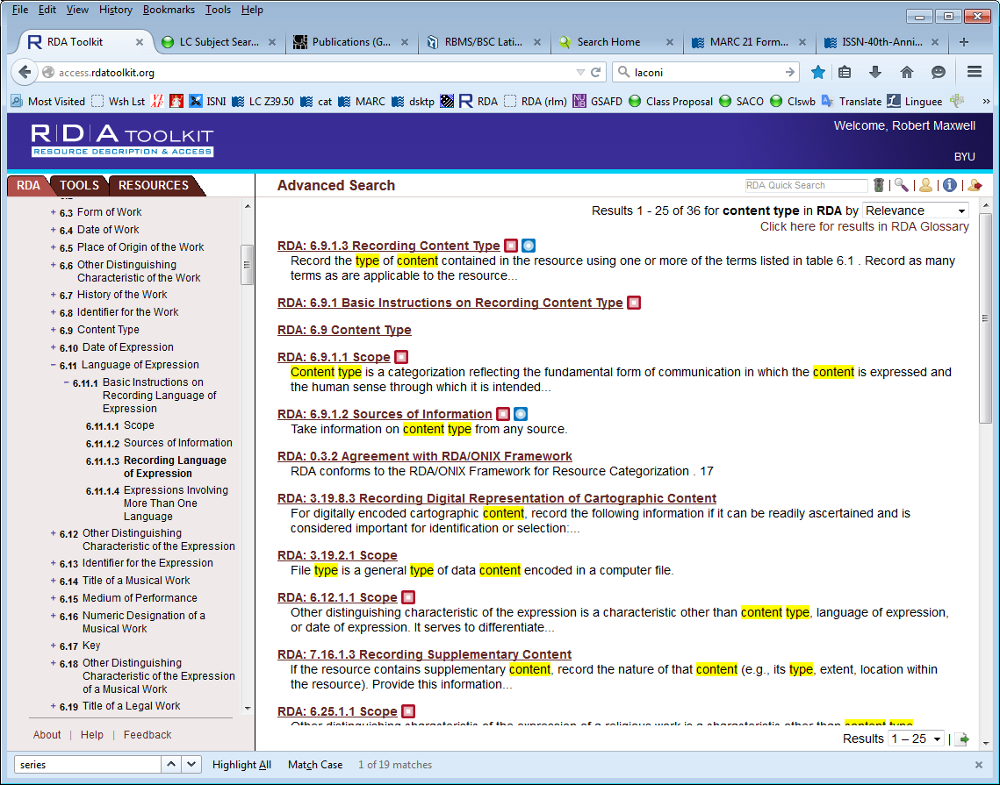 File Edit View History Bookmarks Tools Help
RDA Toolkit LC Subject Sear... Publications (G... RBMS/BSC Lati... Search Home MARC 21 Form... ISSN-40th-Anni...
access.rdatoolkit.org laconi
Most Visited Wsh Lst ISNI LC Z39.50 cat MARC dsktp RDA RDA (rlm) GSAFD Class Proposal SACO Clswb Translate Linguee »
R|D|A TOOLKIT
RESOURCE DESCRIPTION & ACCESS
Welcome, Robert Maxwell
BYU
RDA TOOLS RESOURCES
+ 6.3 Form of Work
+ 6.4 Date of Work
+ 6.5 Place of Origin of the Work
+ 6.6 Other Distinguishing
Characteristic of the Work
+ 6.7 History of the Work
+ 6.8 Identifier for the Work
+ 6.9 Content Type
+ 6.10 Date of Expression
− 6.11 Language of Expression
− 6.11.1 Basic Instructions on
Recording Language of
Expression
6.11.1.1 Scope
6.11.1.2 Sources of Information
6.11.1.3 Recording Language
of Expression
6.11.1.4 Expressions Involving
More Than One
Language
+ 6.12 Other Distinguishing
Characteristic of the Expression
+ 6.13 Identifier for the Expression
+ 6.14 Title of a Musical Work
+ 6.15 Medium of Performance
+ 6.16 Numeric Designation of a
Musical Work
+ 6.17 Key
+ 6.18 Other Distinguishing
Characteristic of the Expression
of a Musical Work
+ 6.19 Title of a Legal Work
About | Help | Feedback
Advanced Search
RDA Quick Search
Results 1 - 25 of 36 for content type in RDA by Relevance
Click here for results in RDA Glossary
RDA: 6.9.1.3 Recording Content Type
Record the type of content contained in the resource using one or more of the terms listed in table 6.1 . Record as many
terms as are applicable to the resource...
RDA: 6.9.1 Basic Instructions on Recording Content Type
RDA: 6.9 Content Type
RDA: 6.9.1.1 Scope
Content type is a categorization reflecting the fundamental form of communication in which the content is expressed and
the human sense through which it is intended...
RDA: 6.9.1.2 Sources of Information
Take information on content type from any source.
RDA: 0.3.2 Agreement with RDA/ONIX Framework
RDA conforms to the RDA/ONIX Framework for Resource Categorization . 17
RDA: 3.19.8.3 Recording Digital Representation of Cartographic Content
For digitally encoded cartographic content, record the following information if it can be readily ascertained and is
considered important for identification or selection:...
RDA: 3.19.2.1 Scope
File type is a general type of data content encoded in a computer file.
RDA: 6.12.1.1 Scope
Other distinguishing characteristic of the expression is a characteristic other than content type, language of expression,
or date of expression. It serves to differentiate...
RDA: 7.16.1.3 Recording Supplementary Content
If the resource contains supplementary content, record the nature of that content (e.g., its type, extent, location within
the resource). Provide this information...
RDA: 6.25.1.1 Scope
Other distinguishing characteristic of the expression of a religious work is a characteristic other than content type
Results 1 – 25 |
series Highlight All Match Case 1 of 19 matches